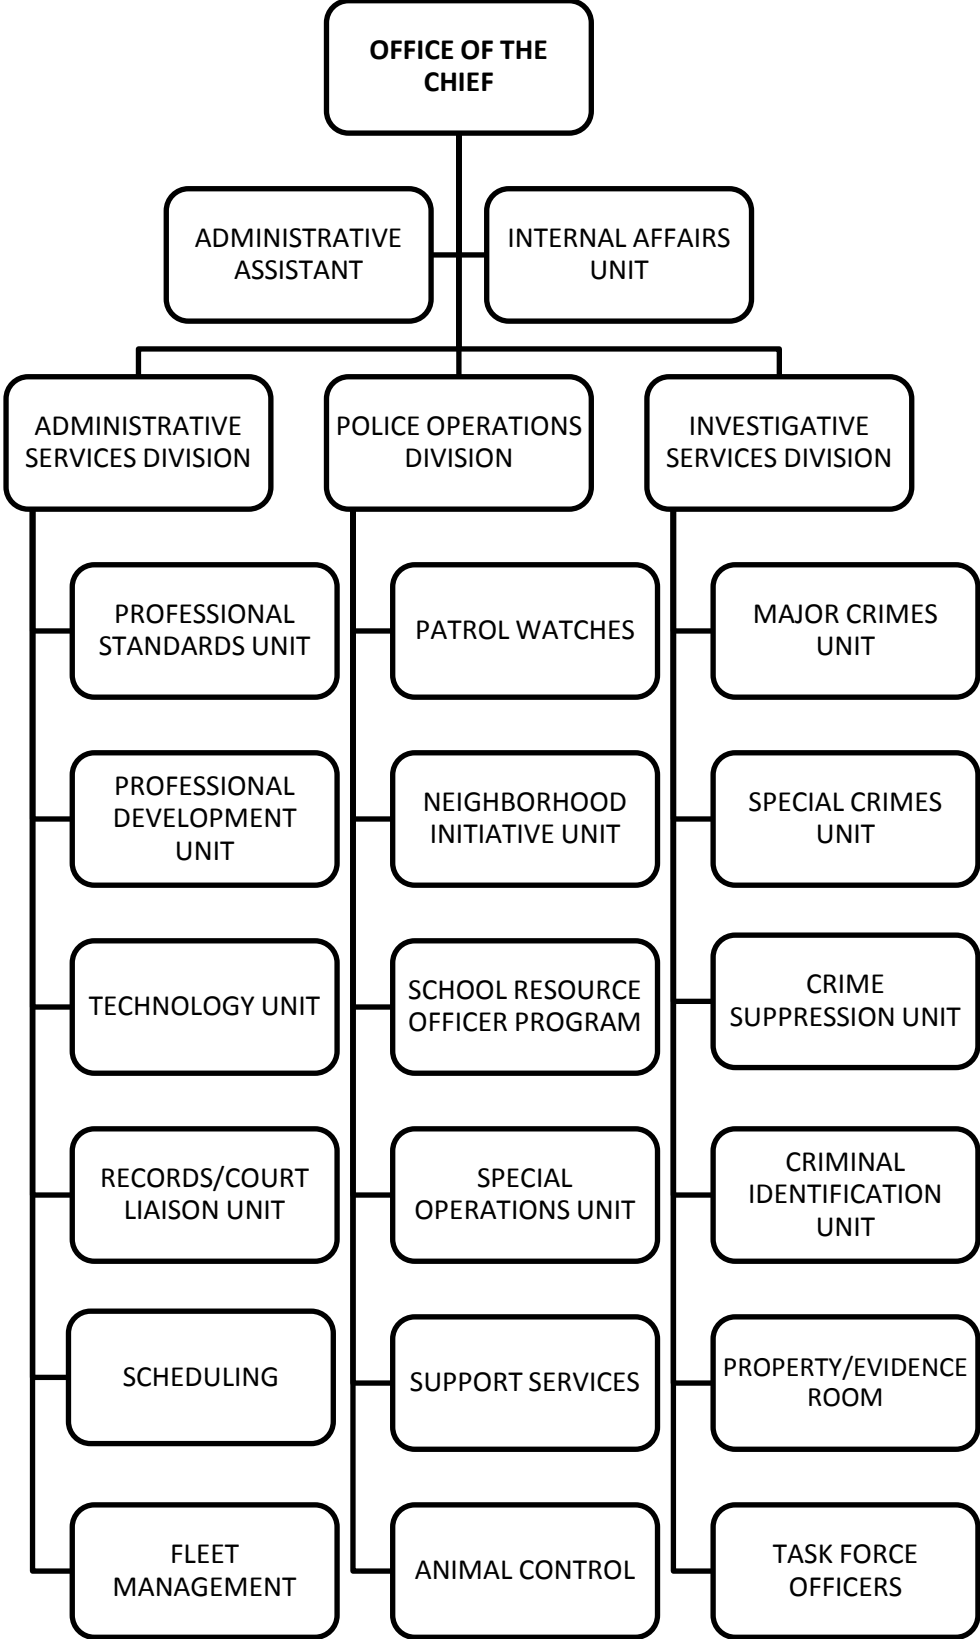 OFFICE OF THE
CHIEF
ADMINISTRATIVE
ASSISTANT
INTERNAL AFFAIRS
UNIT
ADMINISTRATIVE
SERVICES DIVISION
POLICE OPERATIONS
DIVISION
INVESTIGATIVE
SERVICES DIVISION
PROFESSIONAL
STANDARDS UNIT
PROFESSIONAL
DEVELOPMENT
UNIT
TECHNOLOGY UNIT
RECORDS/COURT
LIAISON UNIT
SCHEDULING
FLEET
MANAGEMENT
PATROL WATCHES
NEIGHBORHOOD
INITIATIVE UNIT
SCHOOL RESOURCE
OFFICER PROGRAM
SPECIAL
OPERATIONS UNIT
SUPPORT SERVICES
ANIMAL CONTROL
MAJOR CRIMES
UNIT
SPECIAL CRIMES
UNIT
CRIME
SUPPRESSION UNIT
CRIMINAL
IDENTIFICATION
UNIT
PROPERTY/EVIDENCE
ROOM
TASK FORCE
OFFICERS